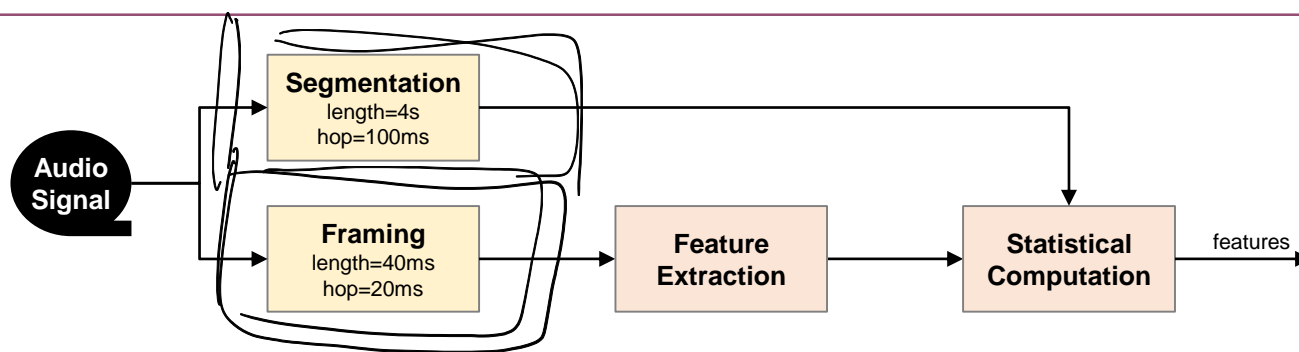 Audio
Signal
Segmentation
length=4s
hop=100ms
Framing
length=40ms
hop=20ms
Feature
Extraction
Statistical
Computation
features